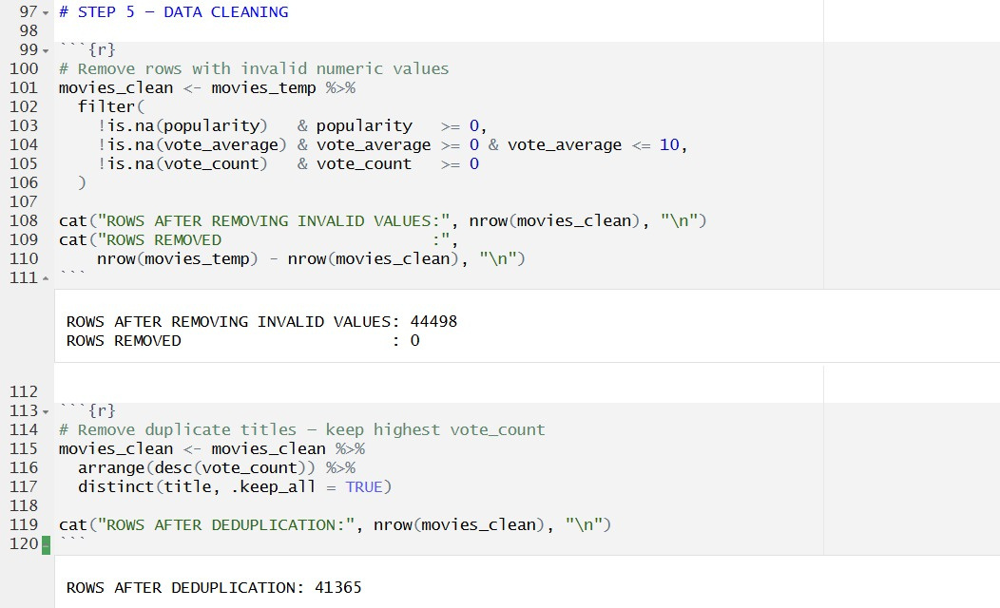 97 # STEP 5 – DATA CLEANING
98
99 ```{r}
100 # Remove rows with invalid numeric values
101 movies_clean <- movies_temp %>%
102   filter(
103     !is.na(popularity)   & popularity   >= 0,
104     !is.na(vote_average) & vote_average >= 0 & vote_average <= 10,
105     !is.na(vote_count)   & vote_count   >= 0
106   )
107
108 cat("ROWS AFTER REMOVING INVALID VALUES:", nrow(movies_clean), "\n")
109 cat("ROWS REMOVED                      :",
110     nrow(movies_temp) - nrow(movies_clean), "\n")
111 ```
ROWS AFTER REMOVING INVALID VALUES: 44498
ROWS REMOVED                      : 0
112
113 ```{r}
114 # Remove duplicate titles – keep highest vote_count
115 movies_clean <- movies_clean %>%
116   arrange(desc(vote_count)) %>%
117   distinct(title, .keep_all = TRUE)
118
119 cat("ROWS AFTER DEDUPLICATION:", nrow(movies_clean), "\n")
120 ```
ROWS AFTER DEDUPLICATION: 41365